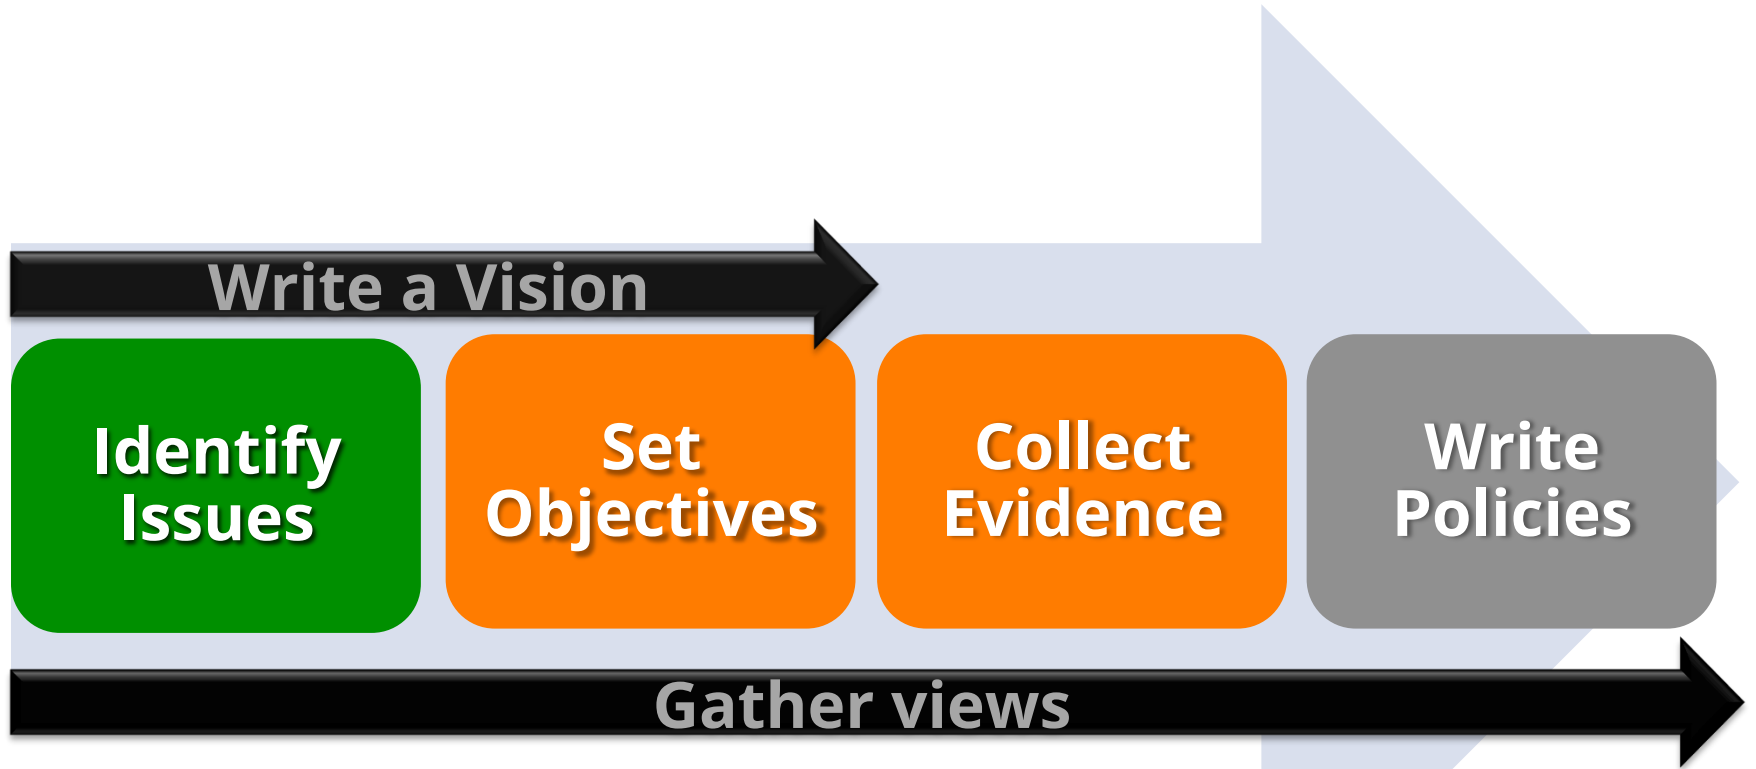 Write a Vision
Identify
Issues
Set
Objectives
Collect
Evidence
Write
Policies
Gather views